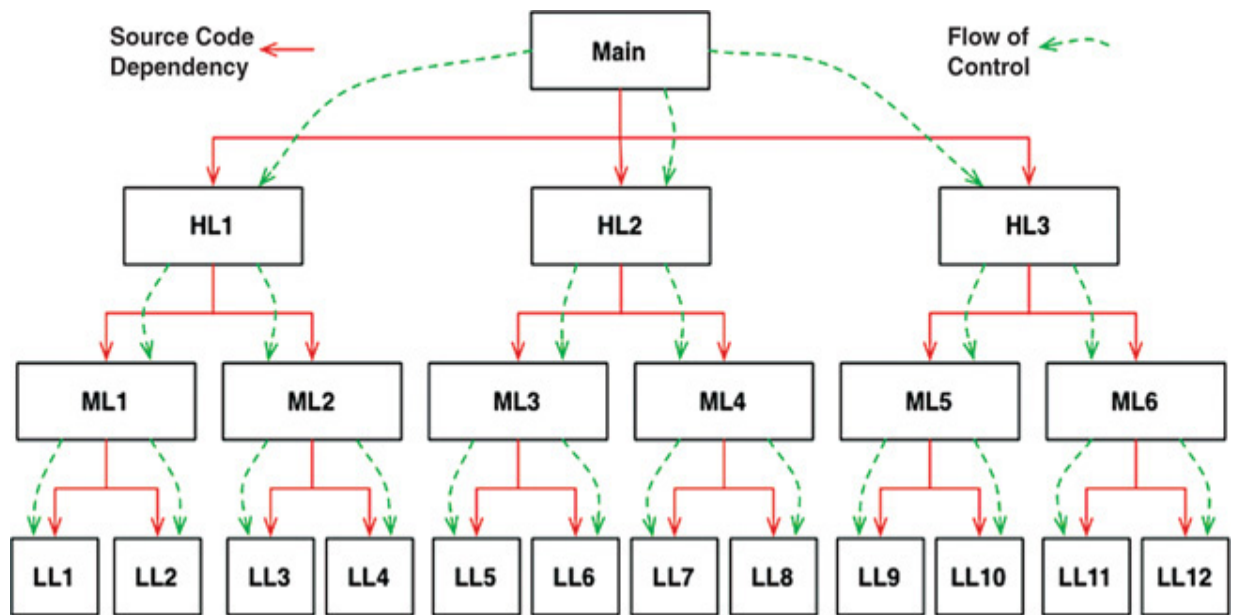 Source Code
Dependency
Main
Flow of
Control
HL1
HL2
HL3
ML1
ML2
ML3
ML4
ML5
ML6
LL1
LL2
LL3
LL4
LL5
LL6
LL7
LL8
LL9
LL10
LL11
LL12